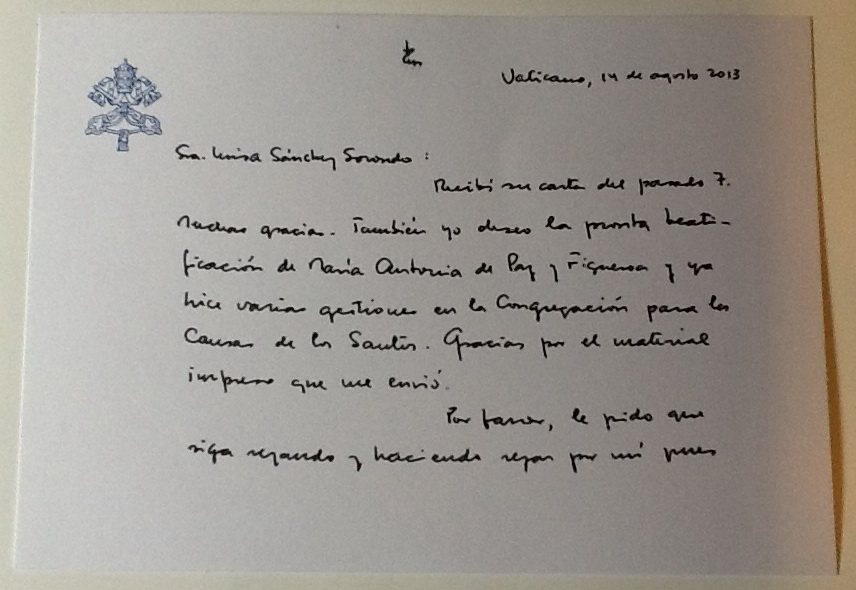 Vaticano, 14 de agosto 2013
Sra. Luisa Sánchez Sorondo :
Recibí su carta del pasado 7.
Muchas gracias. También yo deseo la pronta beati-
ficación de María Antonia de Paz y Figueroa y ya
hice varias gestiones en la Congregación para las
Causas de los Santos. Gracias por el material
impreso que me envió.
Por favor, le pido que
siga rezando y haciendo rezar por mí pues